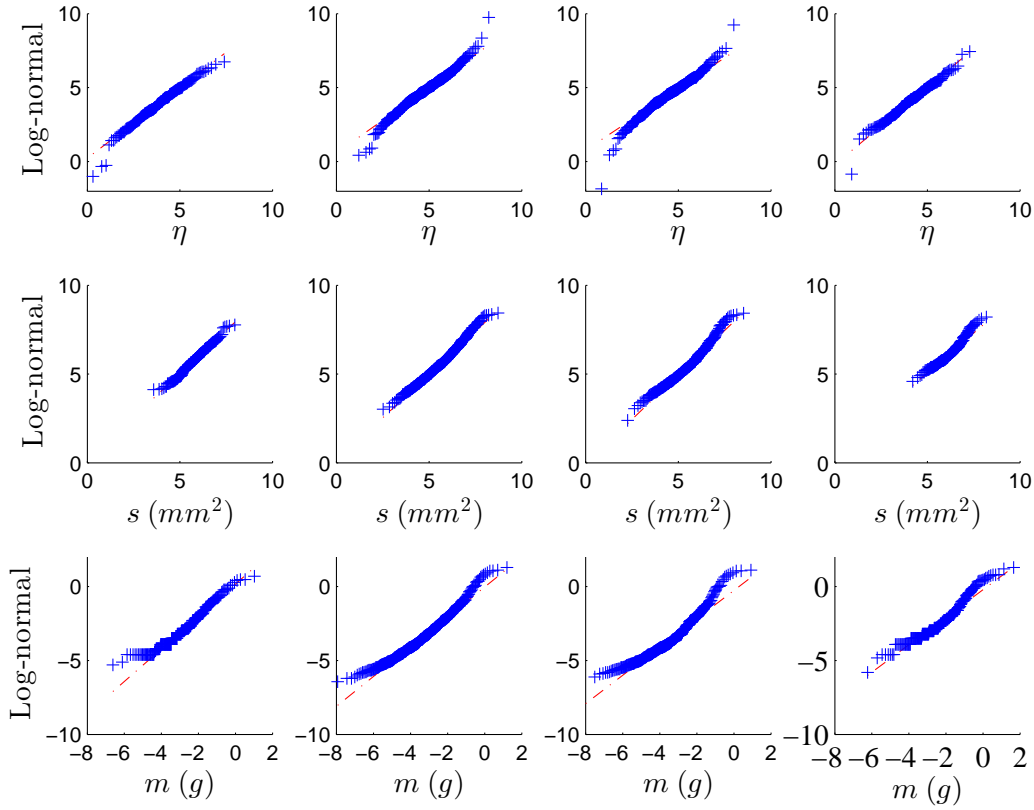 Log-normal
10 10 10 10
5 5 5 5
0 0 0 0
0 5 10 0 5 10 0 5 10 0 5 10
η η η η
Log-normal
10 10 10 10
5 5 5 5
0 0 0 0
0 5 10 0 5 10 0 5 10 0 5 10
s (mm²) s (mm²) s (mm²) s (mm²)
Log-normal
0 0 0 0
−5 −5 −5 −5
−10 −10 −10 −10
−8 −6 −4 −2 0 2 −8 −6 −4 −2 0 2 −8 −6 −4 −2 0 2 −8 −6 −4 −2 0 2
m (g) m (g) m (g) m (g)